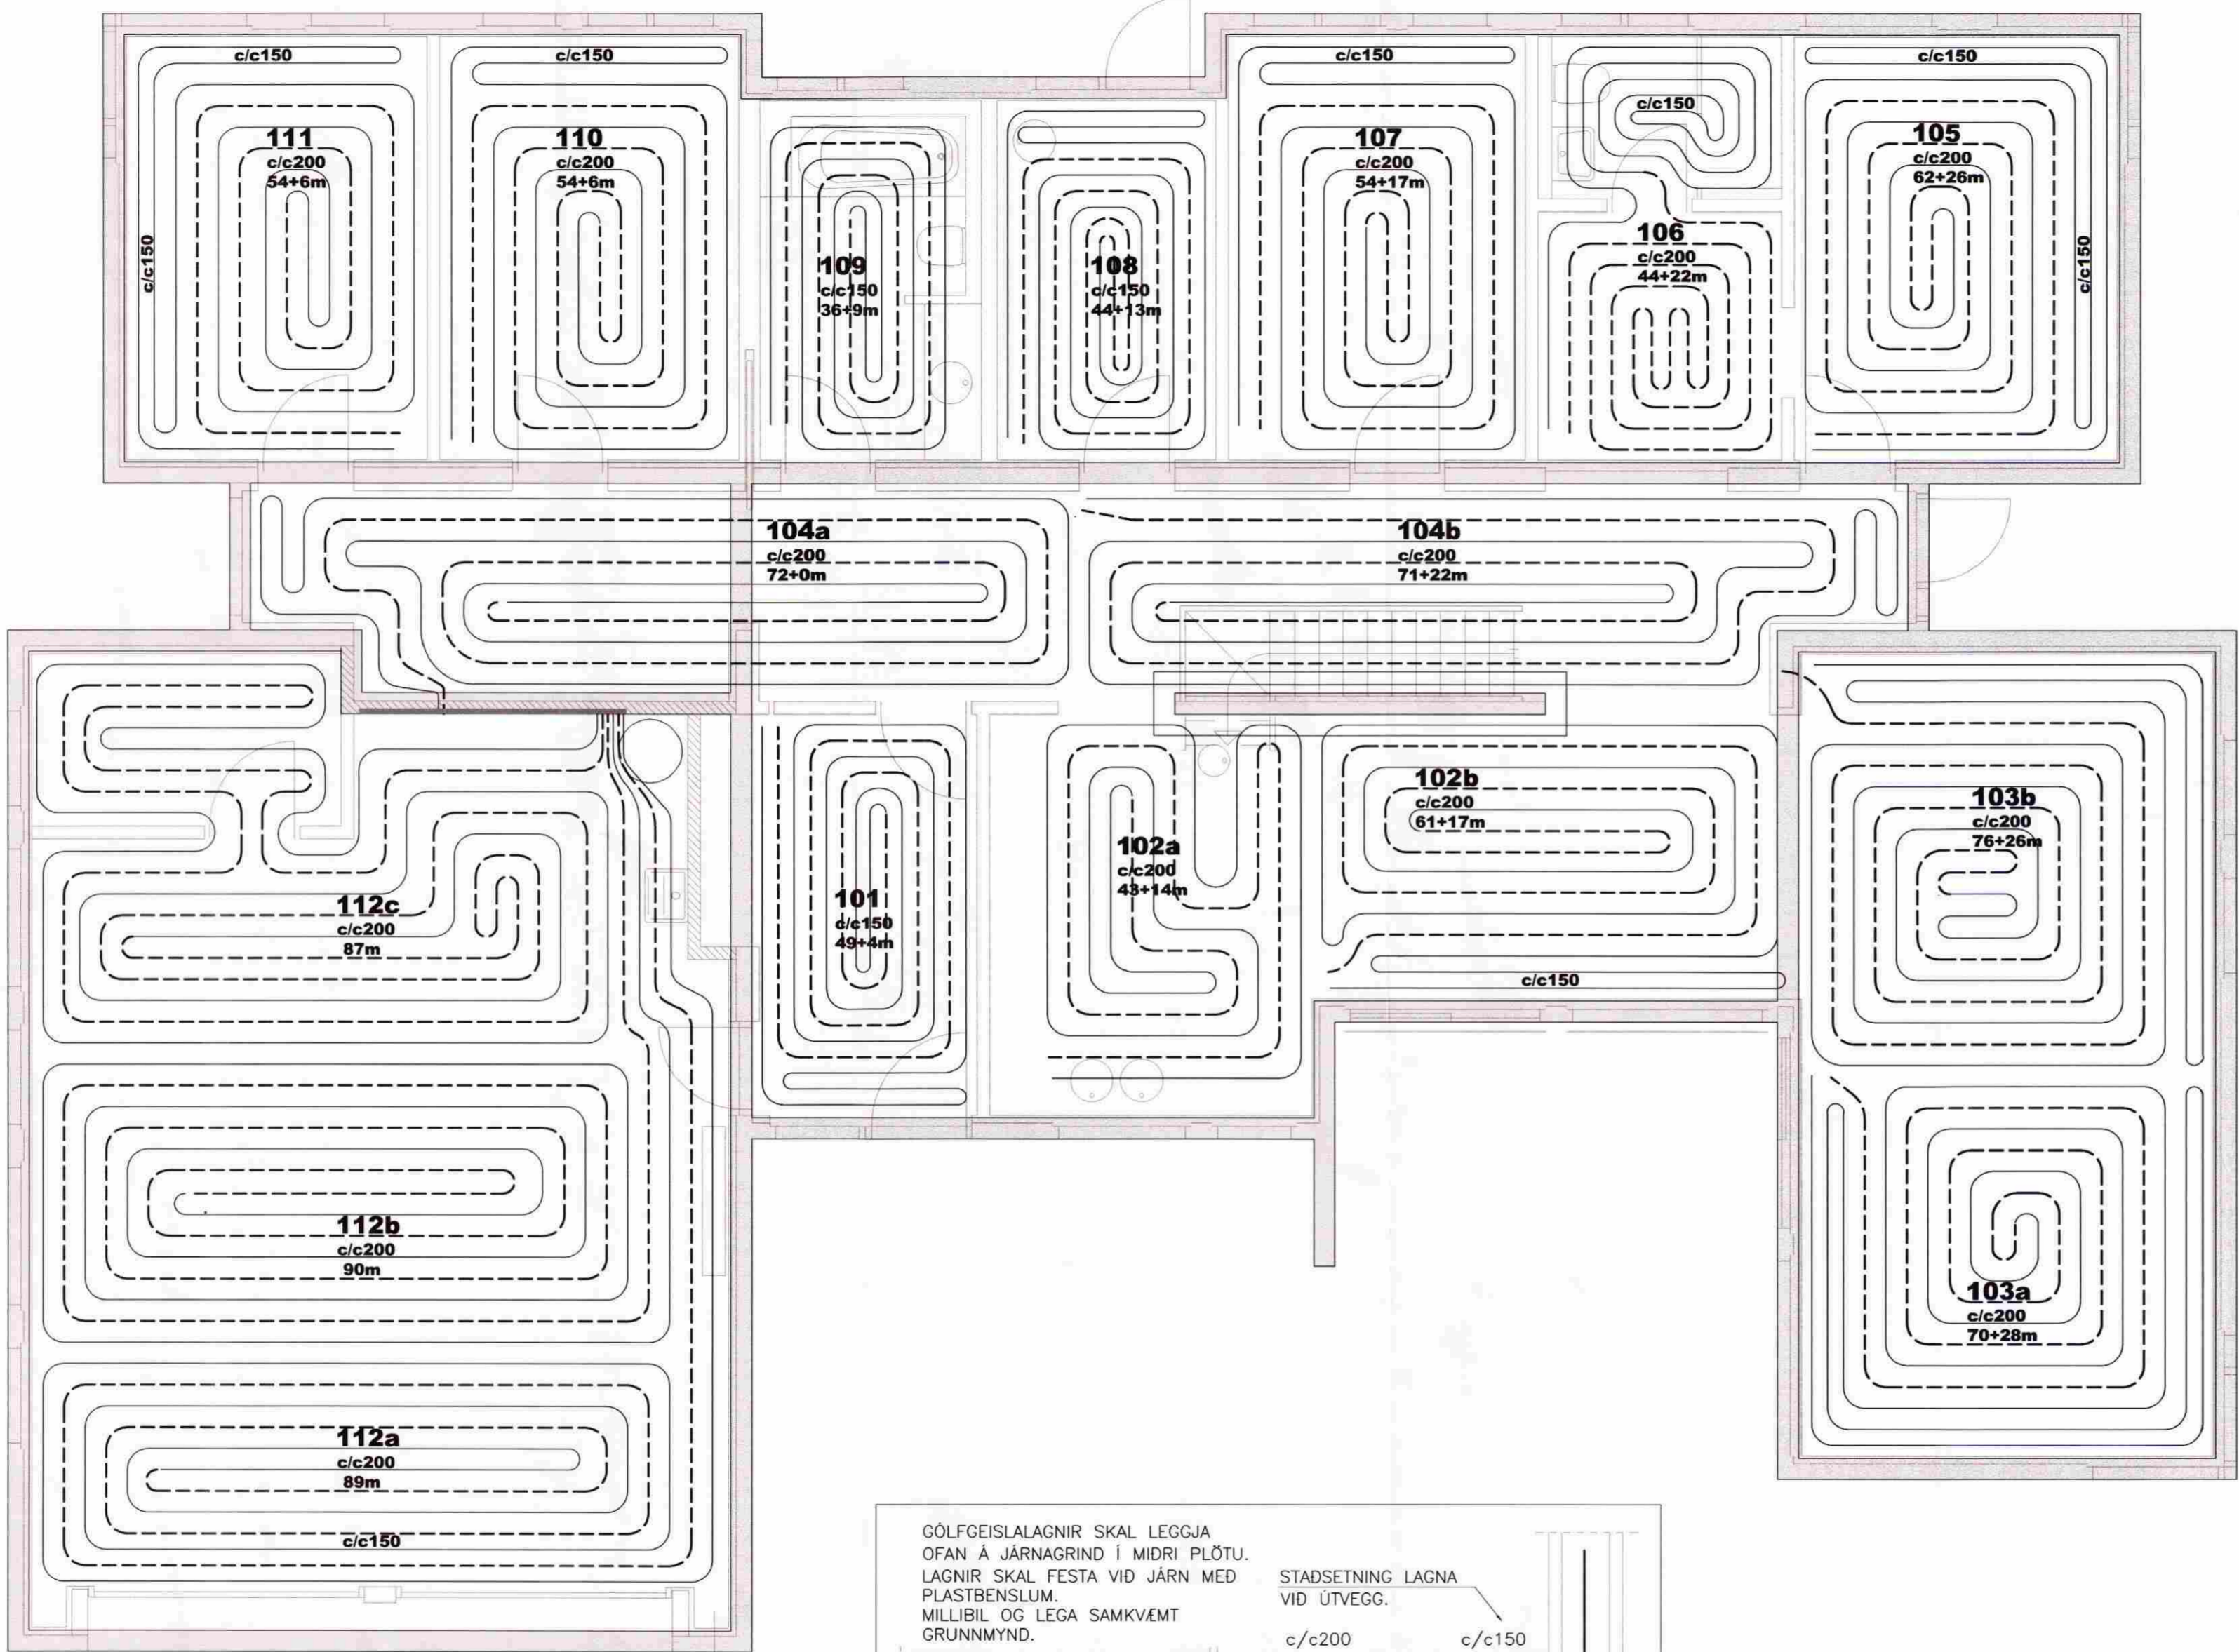 c/c150
c/c150
c/c150
c/c150
c/c150
111
c/c200
54+6m
c/c150
110
c/c200
54+6m
109
c/c150
36+9m
108
c/c150
44+13m
107
c/c200
54+17m
106
c/c200
44+22m
105
c/c200
62+26m
c/c150
104a
c/c200
72+0m
104b
c/c200
71+22m
102b
c/c200
61+17m
103b
c/c200
76+26m
102a
c/c200
43+14m
101
c/c150
49+4m
112c
c/c200
87m
c/c150
112b
c/c200
90m
103a
c/c200
70+28m
112a
c/c200
89m
c/c150
GÓLFGEISLALAGNIR SKAL LEGGJA
OFAN Á JÁRNAGRIND Í MIÐRI PLÖTU.
LAGNIR SKAL FESTA VIÐ JÁRN MEÐ
PLASTBENSLUM.
MILLIBIL OG LEGA SAMKVÆMT
GRUNNMYND.
STAÐSETNING LAGNA
VIÐ ÚTVEGG.
c/c200
c/c150